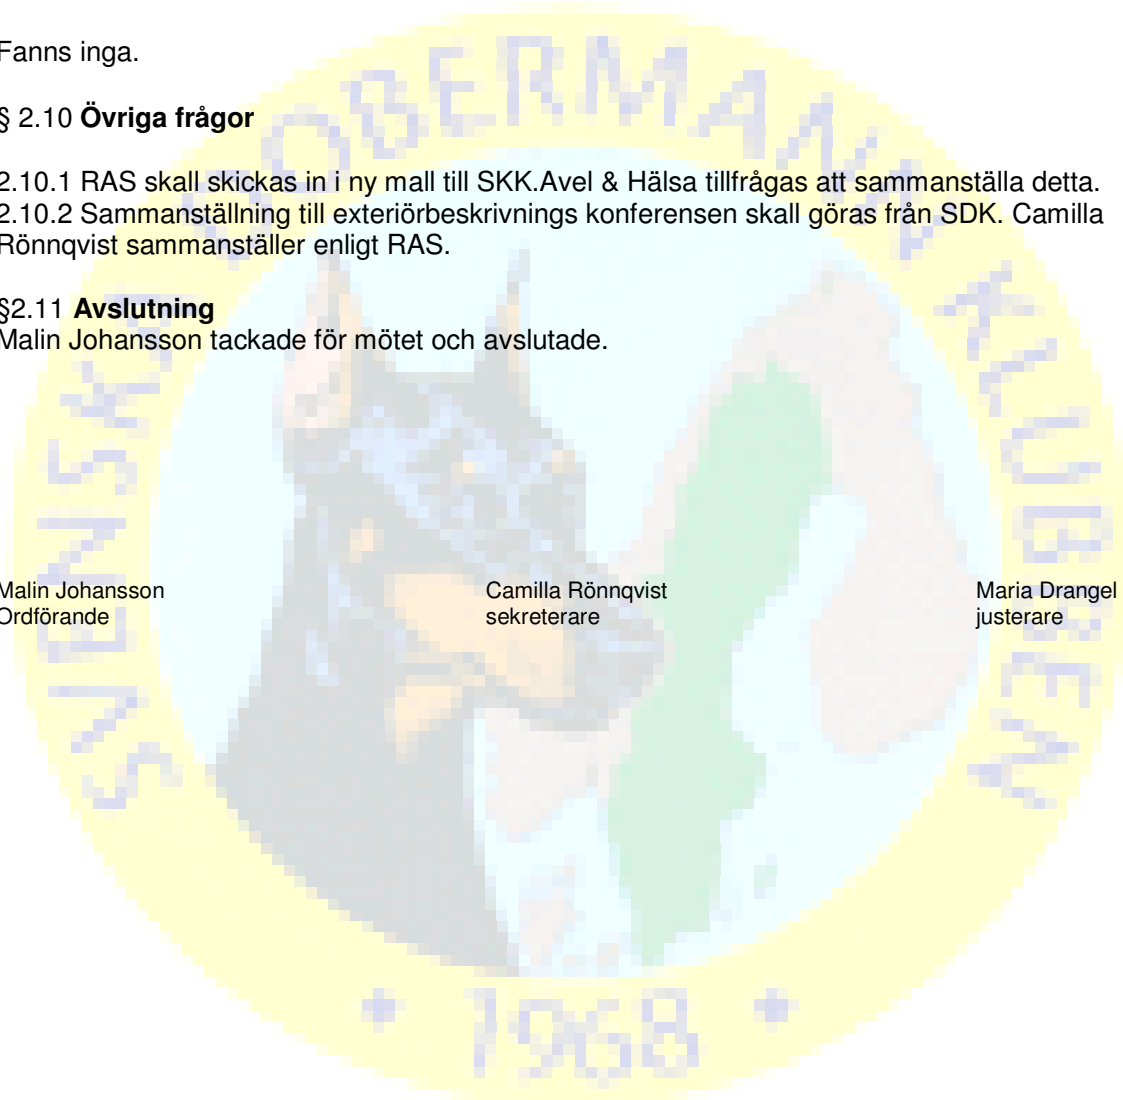 Fanns inga.
§ 2.10 Övriga frågor
2.10.1 RAS skall skickas in i ny mall till SKK.Avel & Hälsa tillfrågas att sammanställa detta.
2.10.2 Sammanställning till exteriörbeskrivnings konferensen skall göras från SDK. Camilla
Rönnqvist sammanställer enligt RAS.
§2.11 Avslutning
Malin Johansson tackade för mötet och avslutade.
Malin Johansson
Ordförande
Camilla Rönnqvist
sekreterare
Maria Drangel
justerare
SVENSKA DOBERMANN KLUBBEN
1968